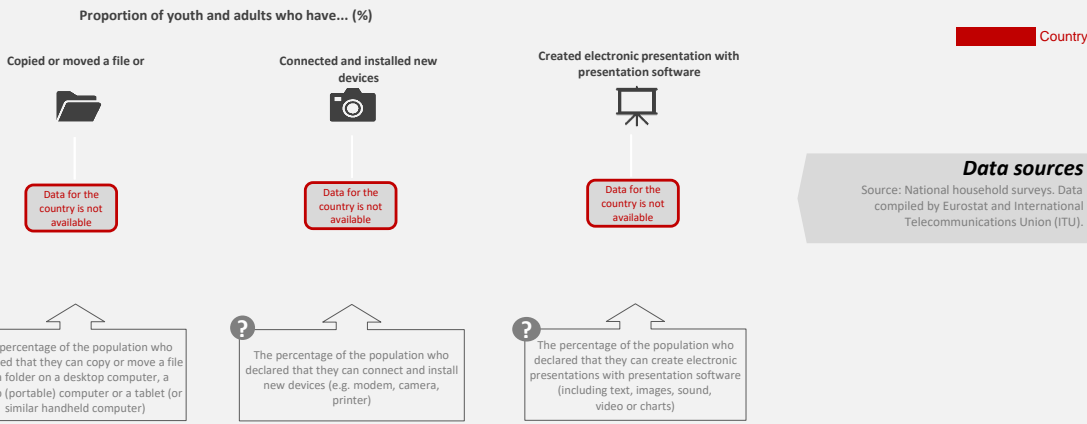 Proportion of youth and adults who have... (%)
Country
Copied or moved a file or
Connected and installed new
devices
Created electronic presentation with
presentation software
Data for the
country is not
available
Data for the
country is not
available
Data for the
country is not
available
Data sources
Source: National household surveys. Data
compiled by Eurostat and International
Telecommunications Union (ITU).
percentage of the population who
ed that they can copy or move a file
folder on a desktop computer, a
(portable) computer or a tablet (or
similar handheld computer)
?
The percentage of the population who
declared that they can connect and install
new devices (e.g. modem, camera,
printer)
?
The percentage of the population who
declared that they can create electronic
presentations with presentation software
(including text, images, sound,
video or charts)